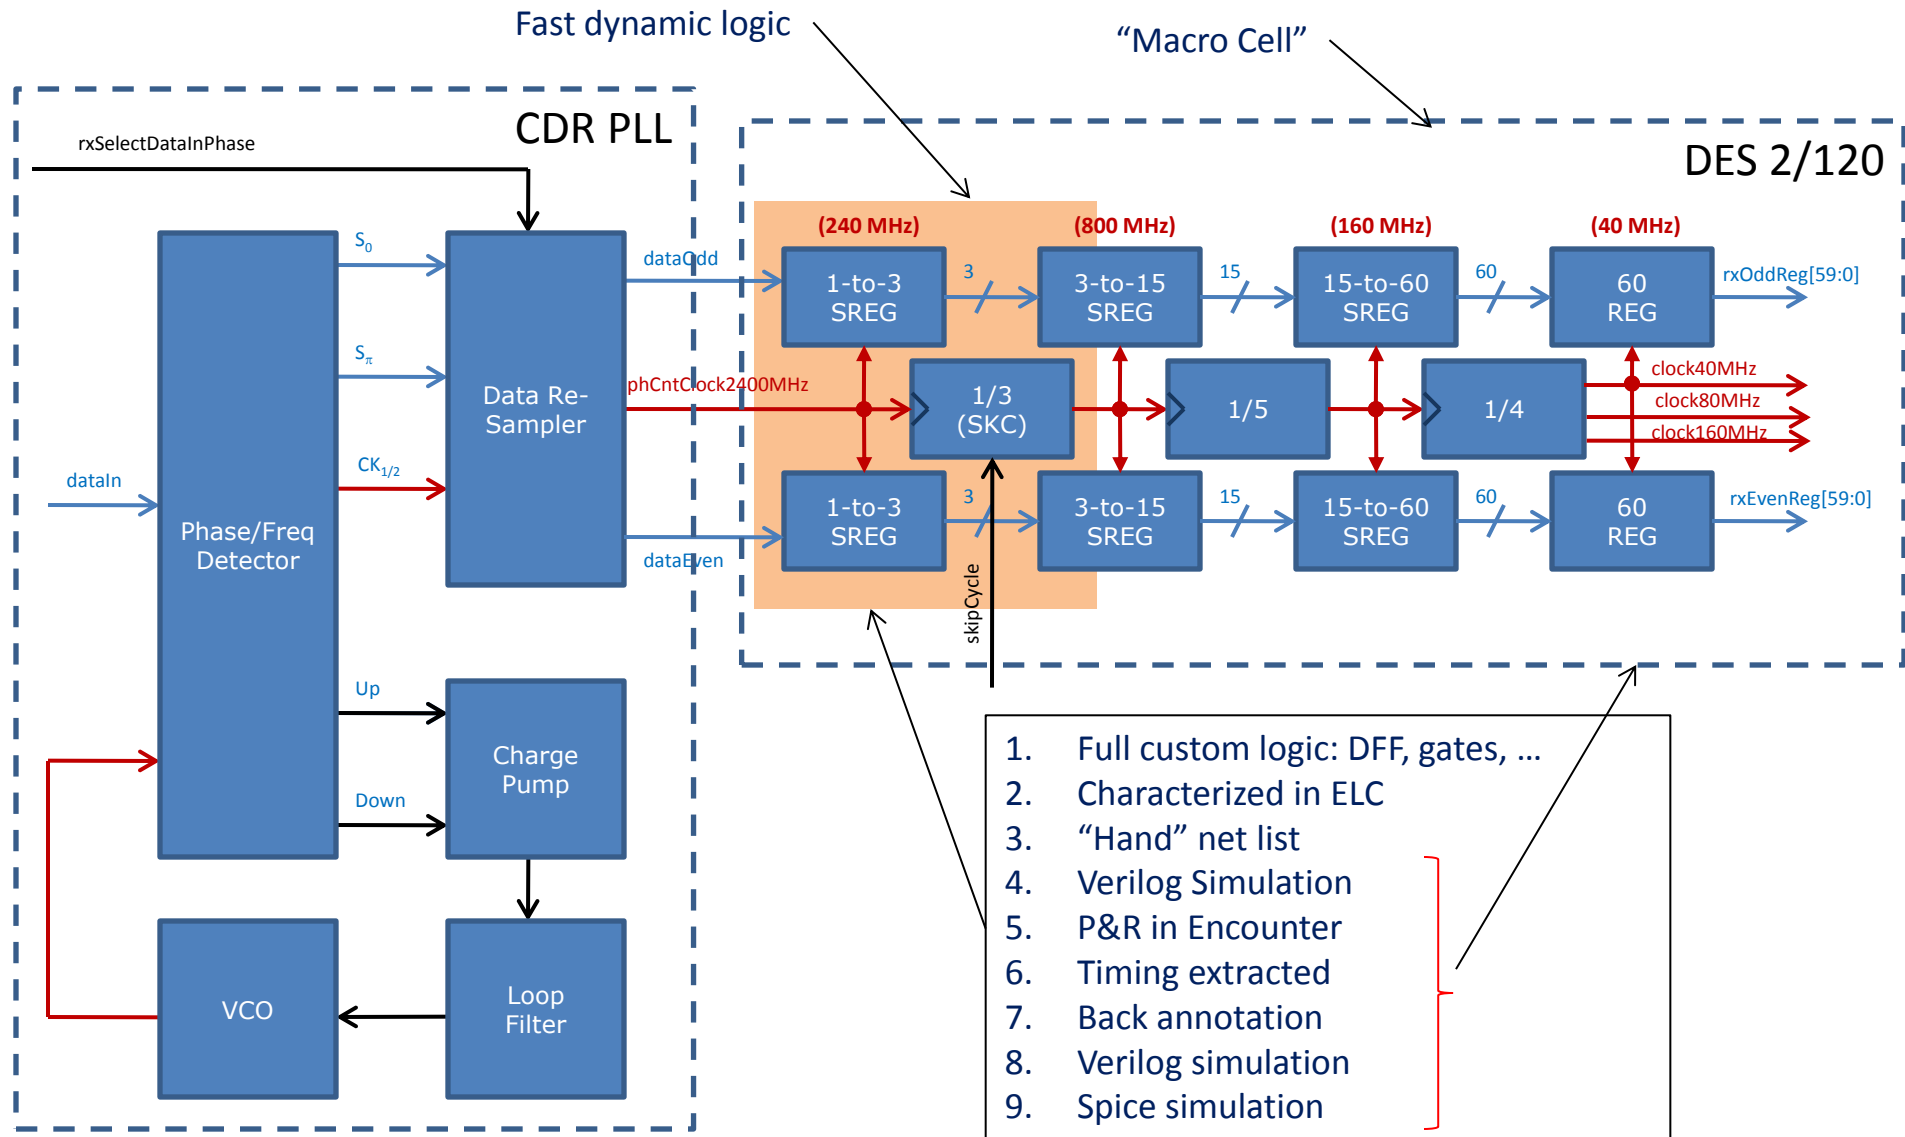 Fast dynamic logic
“Macro Cell”
CDR PLL
rxSelectDataInPhase
DES 2/120
(240 MHz)
(800 MHz)
(160 MHz)
(40 MHz)
S0
dataOdd
1-to-3
SREG
3
3-to-15
SREG
15
15-to-60
SREG
60
60
REG
rxOddReg[59:0]
Sπ
Data Re-
Sampler
phCntClock2400MHz
1/3
(SKC)
1/5
1/4
clock40MHz
clock80MHz
clock160MHz
dataIn
CK1/2
Phase/Freq
Detector
dataEven
1-to-3
SREG
3
3-to-15
SREG
15
15-to-60
SREG
60
60
REG
rxEvenReg[59:0]
skipCycle
Up
Down
Charge
Pump
VCO
Loop
Filter
1. Full custom logic: DFF, gates, …
2. Characterized in ELC
3. “Hand” net list
4. Verilog Simulation
5. P&R in Encounter
6. Timing extracted
7. Back annotation
8. Verilog simulation
9. Spice simulation